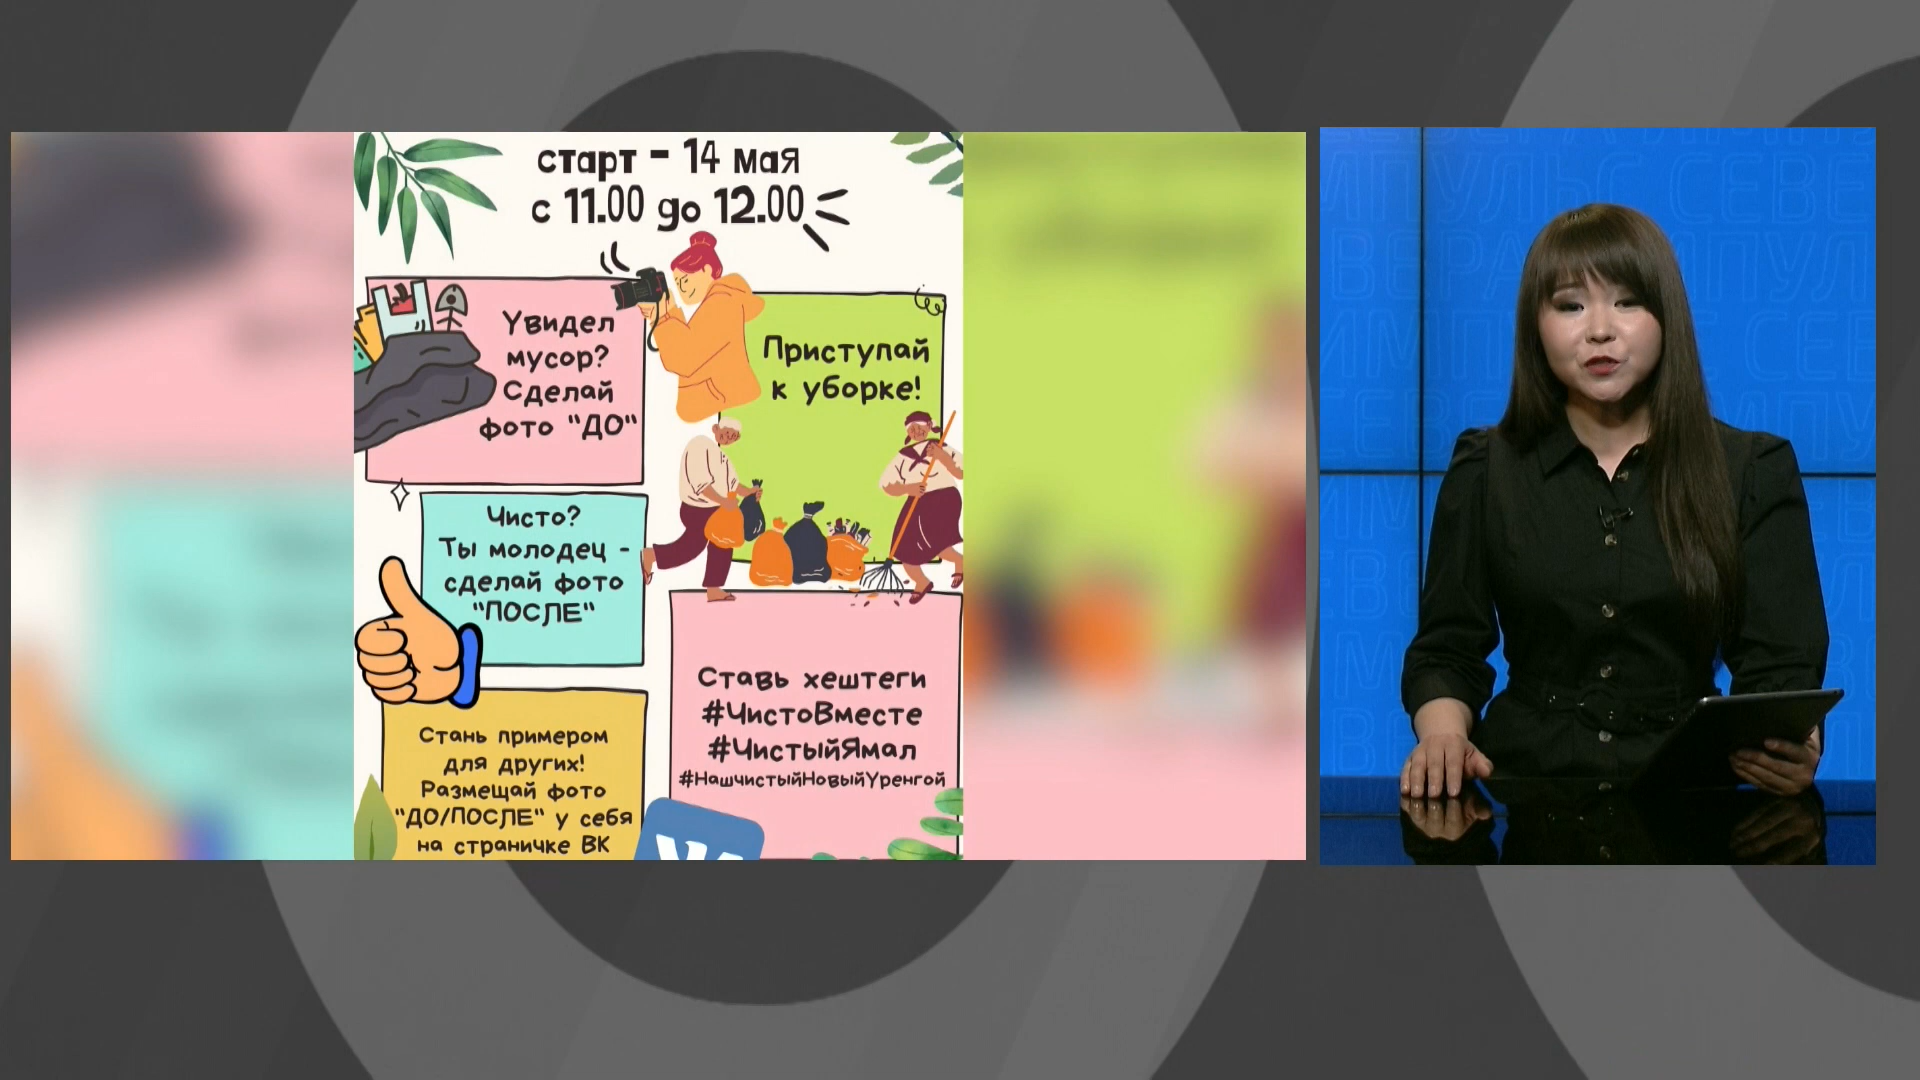 старт - 14 мая
с 11.00 до 12.00
Увидел
мусор?
Сделай
фото "ДО"
Приступай
к уборке!
Чисто?
Ты молодец -
сделай фото
"ПОСЛЕ"
Стань примером
для других!
Размещай фото
"ДО/ПОСЛЕ" у себя
на страничке ВК
Ставь хештеги
#ЧистоВместе
#ЧистыйЯмал
#НашчистыйНовыйУренгой
ИМПУЛЬС СЕВЕ